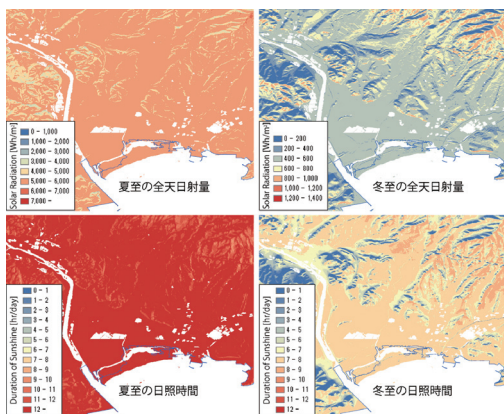 Solar Radiation [Wh/m²]
0 - 1,000
1,000 - 2,000
2,000 - 3,000
3,000 - 4,000
4,000 - 5,000
5,000 - 6,000
6,000 - 7,000
7,000 -
夏至の全天日射量
Solar Radiation [Wh/m²]
0 - 200
200 - 400
400 - 600
600 - 800
800 - 1,000
1,000 - 1,200
1,200 - 1,400
冬至の全天日射量
Duration of Sunshine [hr/day]
0 - 1
1 - 2
2 - 3
3 - 4
4 - 5
5 - 6
6 - 7
7 - 8
8 - 9
9 - 10
10 - 11
11 - 12
12 =
夏至の日照時間
Duration of Sunshine [hr/day]
0 - 1
1 - 2
2 - 3
3 - 4
4 - 5
5 - 6
6 - 7
7 - 8
8 - 9
9 - 10
10 - 11
11 - 12
12 =
冬至の日照時間